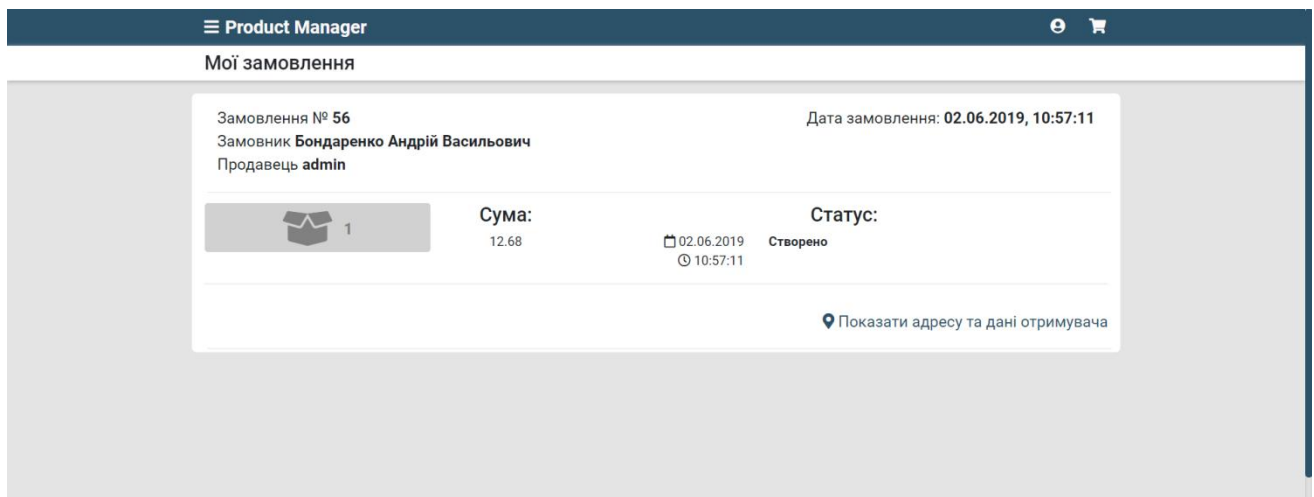 Product Manager
Мої замовлення
Замовлення № 56
Дата замовлення: 02.06.2019, 10:57:11
Замовник Бондаренко Андрій Васильович
Продавець admin
1
Сума:
Статус:
12.68
02.06.2019 Створено
10:57:11
Показати адресу та дані отримувача